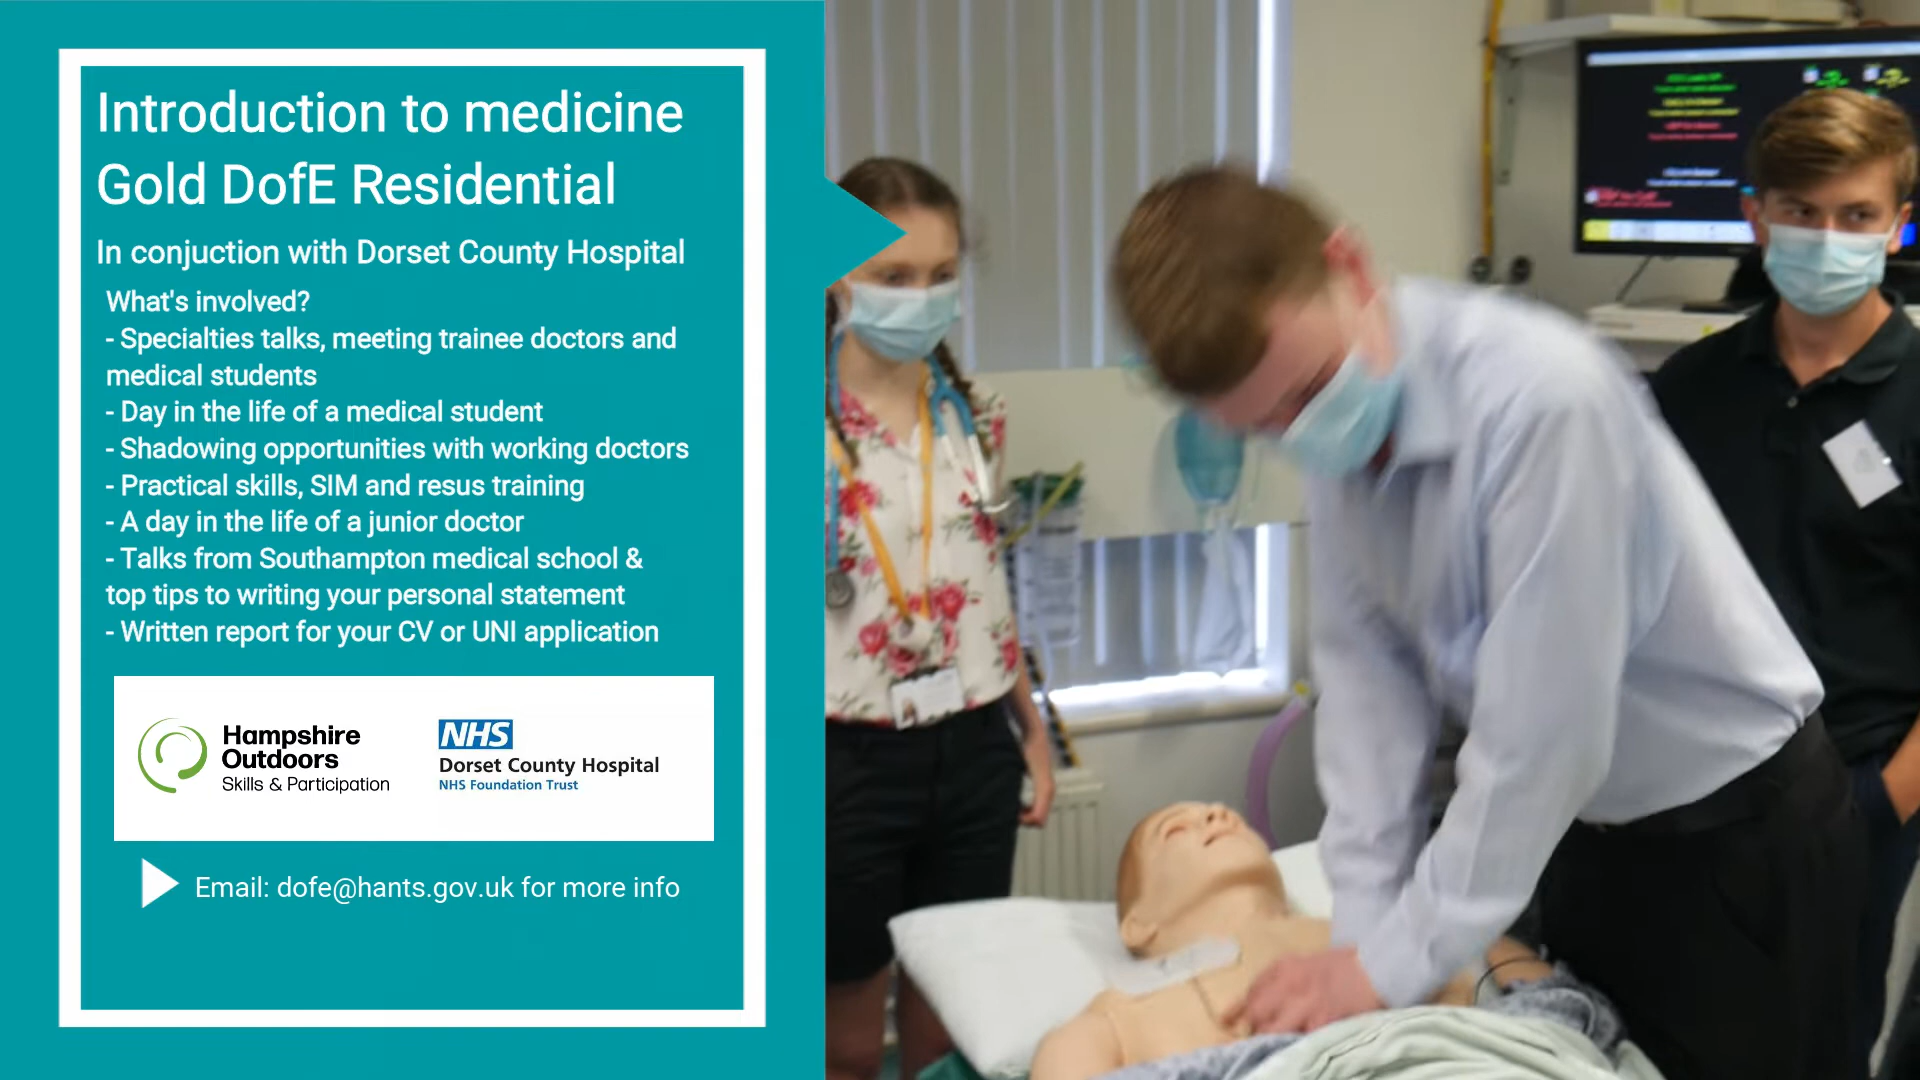 Introduction to medicine
Gold DofE Residential
In conjuction with Dorset County Hospital
What's involved?
- Specialties talks, meeting trainee doctors and
medical students
- Day in the life of a medical student
- Shadowing opportunities with working doctors
- Practical skills, SIM and resus training
- A day in the life of a junior doctor
- Talks from Southampton medical school &
top tips to writing your personal statement
- Written report for your CV or UNI application
Hampshire
Outdoors
Skills & Participation
NHS
Dorset County Hospital
NHS Foundation Trust
Email: dofe@hants.gov.uk for more info